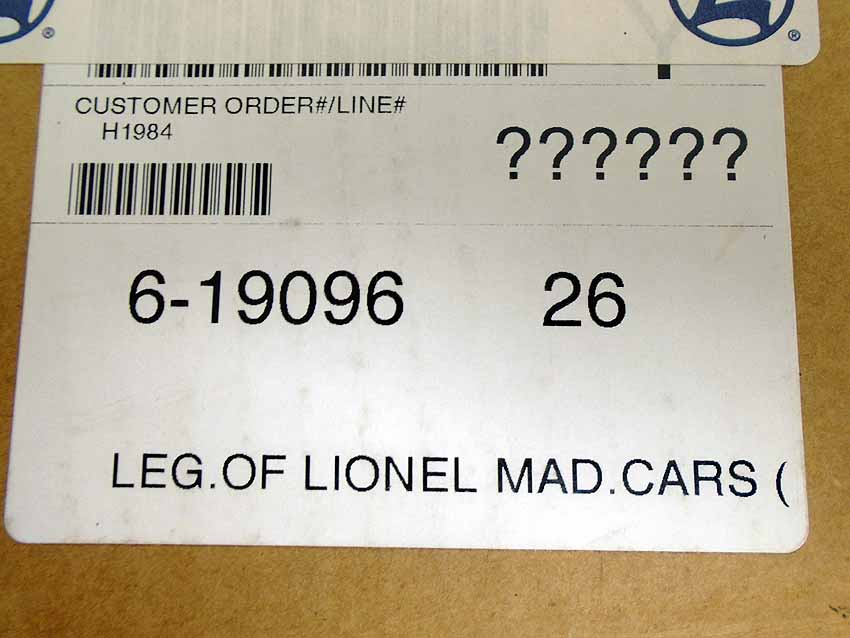 CUSTOMER ORDER#/LINE#
H1984
??????
6-19096 26
LEG.OF LIONEL MAD.CARS (